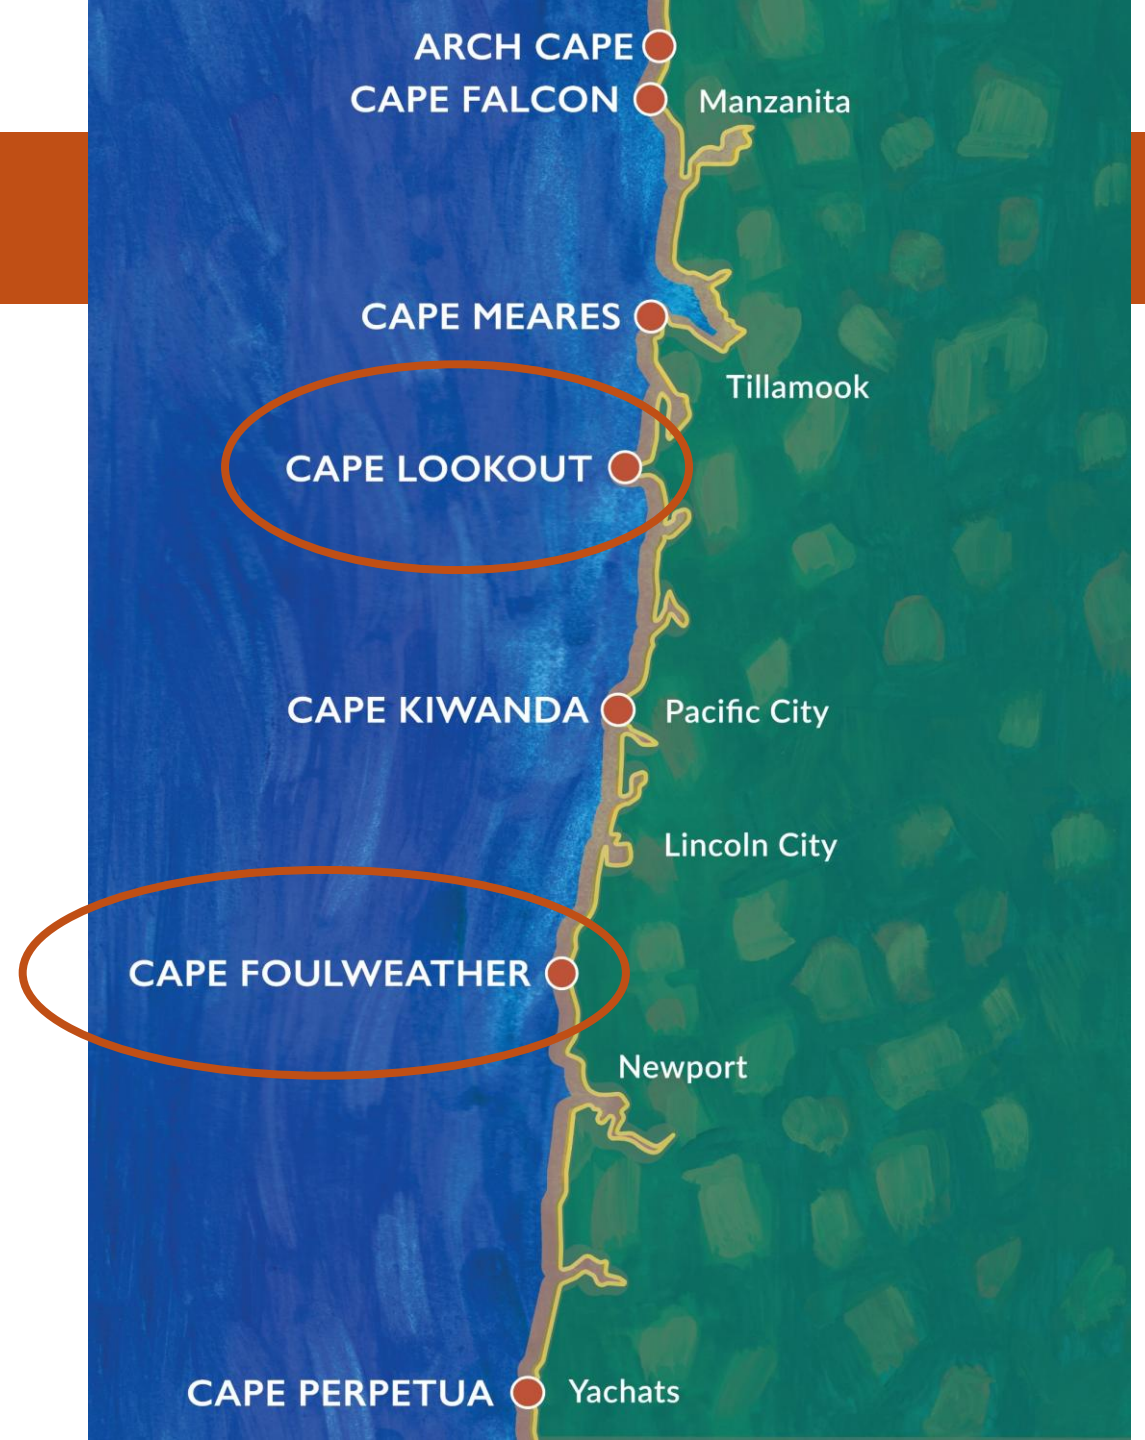 ARCH CAPE
CAPE FALCON
Manzanita
CAPE MEARES
Tillamook
CAPE LOOKOUT
CAPE KIWANDA
Pacific City
Lincoln City
CAPE FOULWEATHER
Newport
CAPE PERPETUA
Yachats